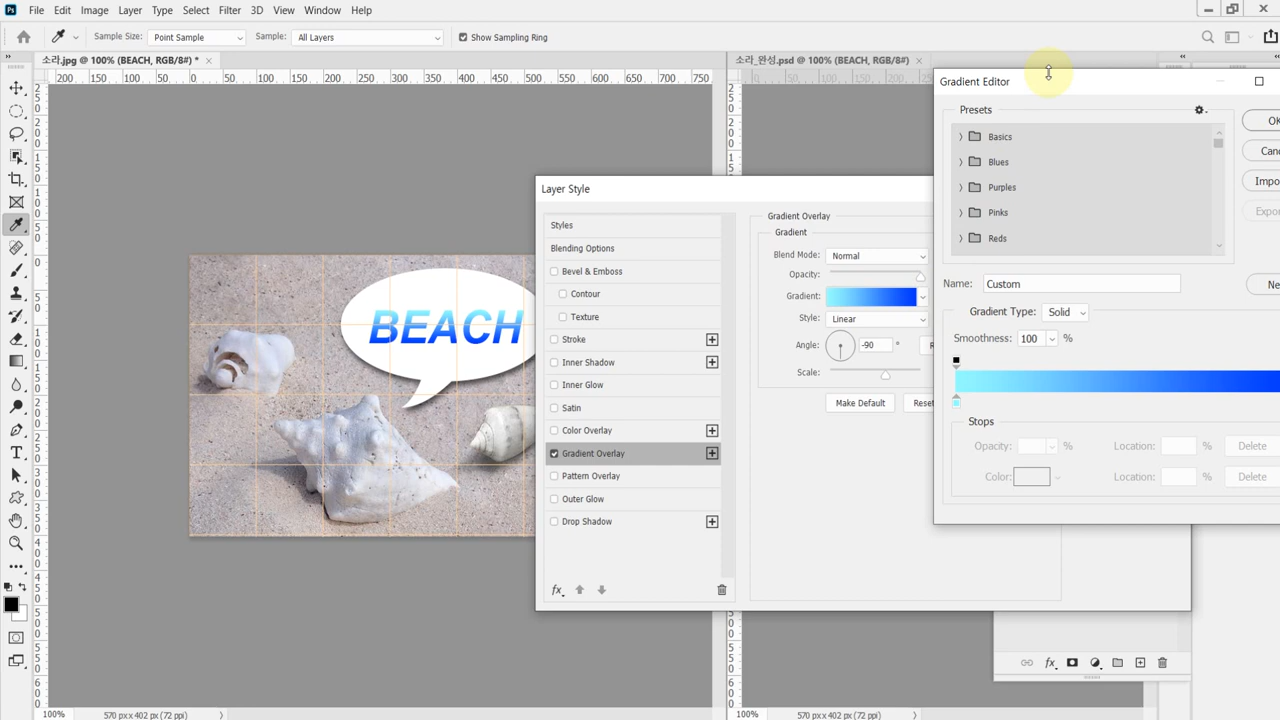 Ps File Edit Image Layer Type Select Filter 3D View Window Help
Sample Size: Point Sample Sample: All Layers Show Sampling Ring
소라.jpg @ 100% (BEACH, RGB/8#) * ×
소라_완성.psd @ 100% (BEACH, RGB/8#) ×
200 150 100 50 0 50 100 150 200 250 300 350 400 450 500 550 600 650 700 750
BEACH
Layer Style
Styles
Blending Options
Bevel & Emboss
Contour
Texture
Stroke
Inner Shadow
Inner Glow
Satin
Color Overlay
Gradient Overlay
Pattern Overlay
Outer Glow
Drop Shadow
fx
Gradient Overlay
Gradient
Blend Mode: Normal
Opacity:
Gradient:
Style: Linear
Angle: -90 ° R
Scale:
Make Default Reset
Gradient Editor
Presets
Basics
Blues
Purples
Pinks
Reds
OK
Canc
Impo
Expor
Name: Custom
Ne
Gradient Type: Solid
Smoothness: 100 %
Stops
Opacity: % Location: % Delete
Color: Location: % Delete
fx
100% 570 px x 402 px (72 ppi)
100% 570 px x 402 px (72 ppi)